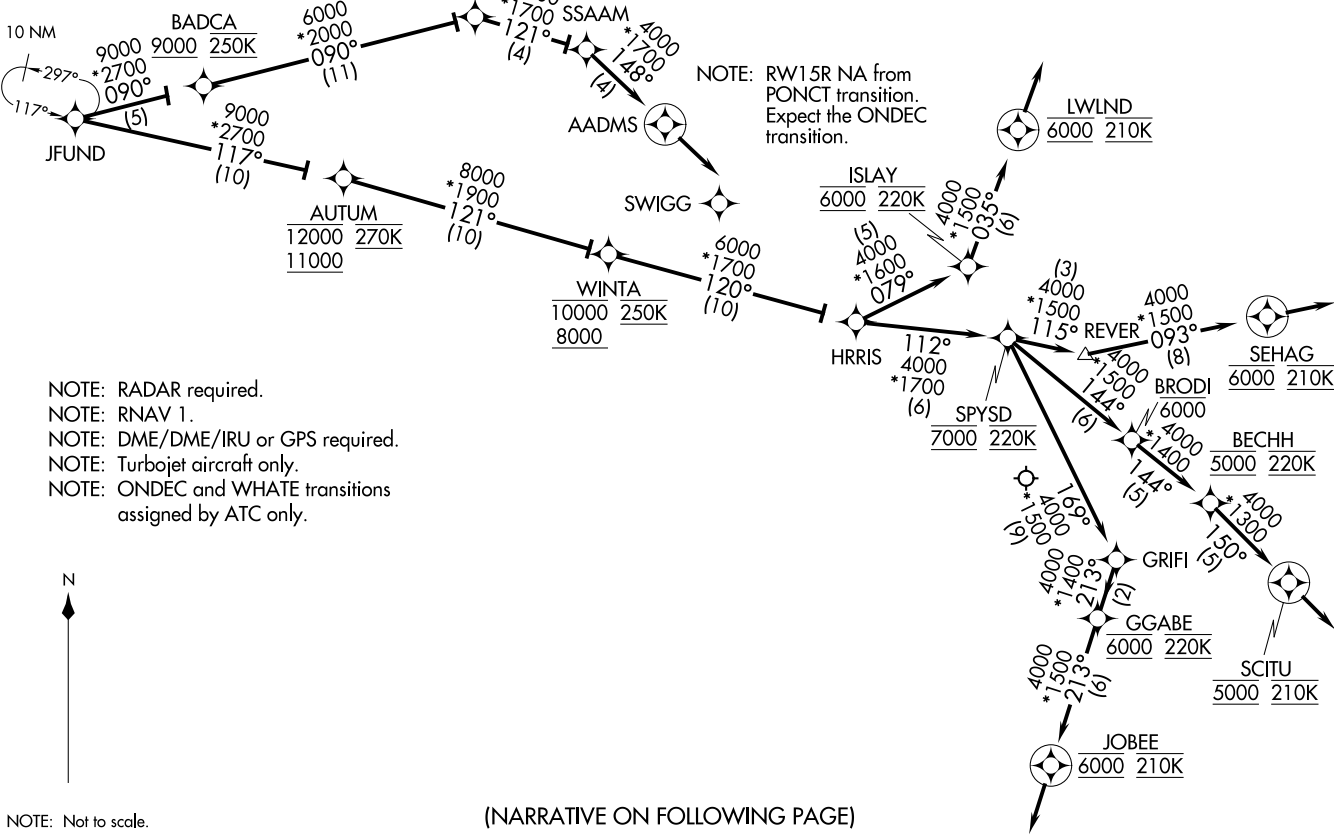 10 NM
297°
117°
JFUND
9000
*2700
090°
(5)
BADCA
9000 250K
6000
*2000
090°
(11)
*1700
121°
(4)
SSAAM
4000
*1700
148°
(4)
AADMS
SWIGG
NOTE: RW15R NA from
PONCT transition.
Expect the ONDEC
transition.
9000
*2700
117°
(10)
AUTUM
12000 270K
11000
8000
*1900
121°
(10)
WINTA
10000 250K
8000
6000
*1700
120°
(10)
HRRIS
(5)
4000
*1600
079°
ISLAY
6000 220K
4000
*1500
035°
(6)
LWLND
6000 210K
112°
4000
*1700
(6)
SPYSD
7000 220K
(3)
4000
*1500
115°
REVER
4000
*1500
093°
(8)
SEHAG
6000 210K
4000
*1500
144°
(6)
BRODI
6000
4000
*1400
144°
(5)
BECHH
5000 220K
4000
*1300
150°
(5)
SCITU
5000 210K
169°
4000
*1500
(9)
GRIFI
4000
*1400
213°
(2)
GGABE
6000 220K
4000
*1500
213°
(6)
JOBEE
6000 210K
NOTE: RADAR required.
NOTE: RNAV 1.
NOTE: DME/DME/IRU or GPS required.
NOTE: Turbojet aircraft only.
NOTE: ONDEC and WHATE transitions
assigned by ATC only.
N
NOTE: Not to scale.
(NARRATIVE ON FOLLOWING PAGE)